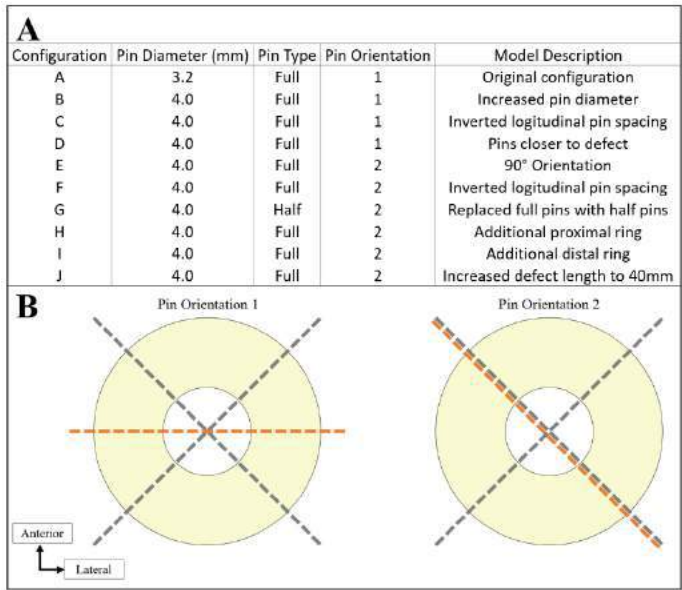 A
Configuration Pin Diameter (mm) Pin Type Pin Orientation Model Description
A 3.2 Full 1 Original configuration
B 4.0 Full 1 Increased pin diameter
C 4.0 Full 1 Inverted logitudinal pin spacing
D 4.0 Full 1 Pins closer to defect
E 4.0 Full 2 90° Orientation
F 4.0 Full 2 Inverted logitudinal pin spacing
G 4.0 Half 2 Replaced full pins with half pins
H 4.0 Full 2 Additional proximal ring
I 4.0 Full 2 Additional distal ring
J 4.0 Full 2 Increased defect length to 40mm
B
Pin Orientation 1 Pin Orientation 2
Anterior
Lateral